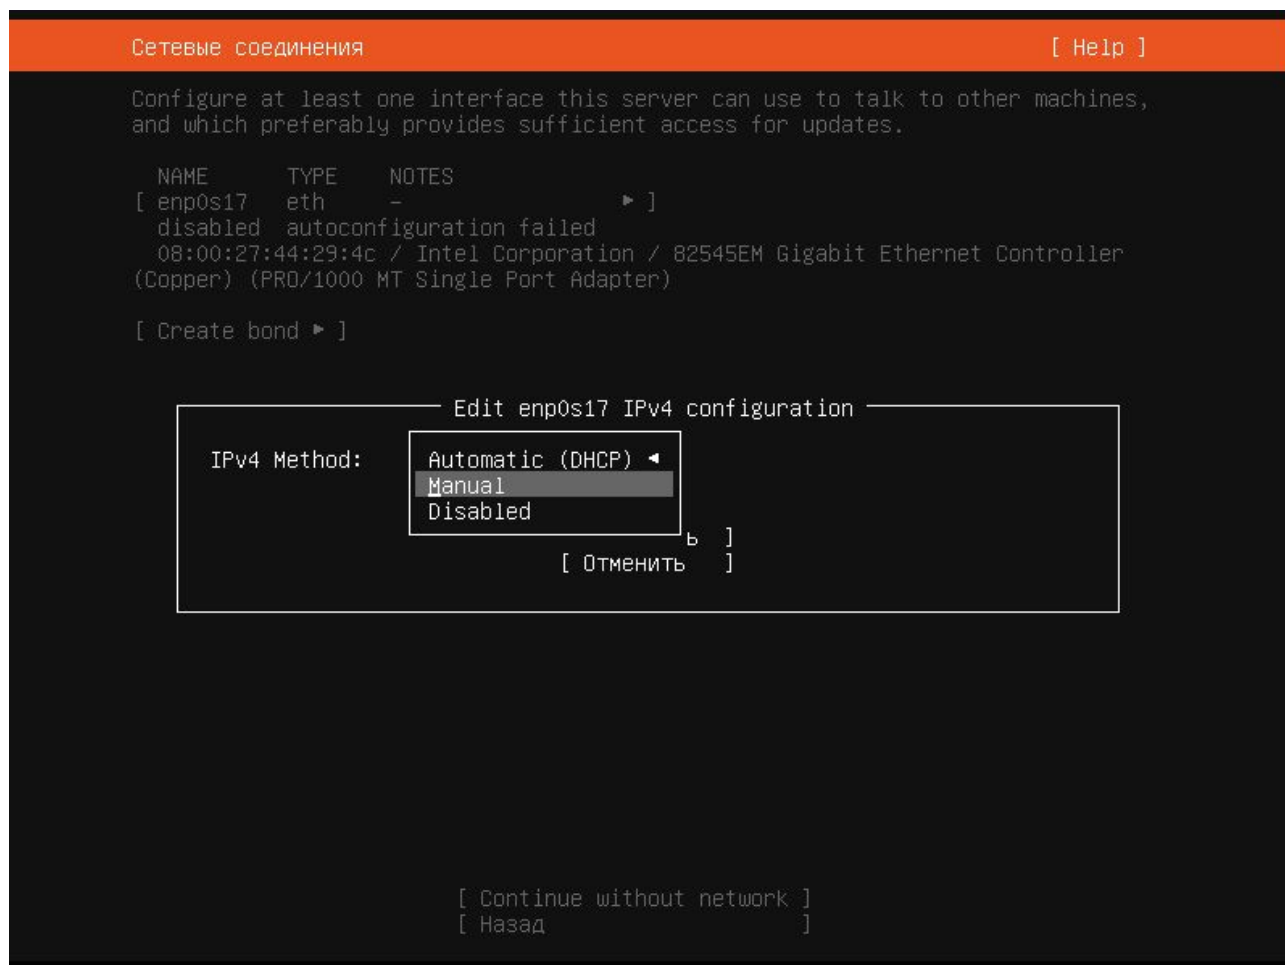 Сетевые соединения [ Help ]
Configure at least one interface this server can use to talk to other machines,
and which preferably provides sufficient access for updates.
NAME TYPE NOTES
[ enp0s17 eth – ▸ ]
disabled autoconfiguration failed
08:00:27:44:29:4c / Intel Corporation / 82545EM Gigabit Ethernet Controller
(Copper) (PRO/1000 MT Single Port Adapter)
[ Create bond ▸ ]
Edit enp0s17 IPv4 configuration
IPv4 Method: Automatic (DHCP) ◂
Manual
Disabled
ь ]
[ Отменить ]
[ Continue without network ]
[ Назад ]